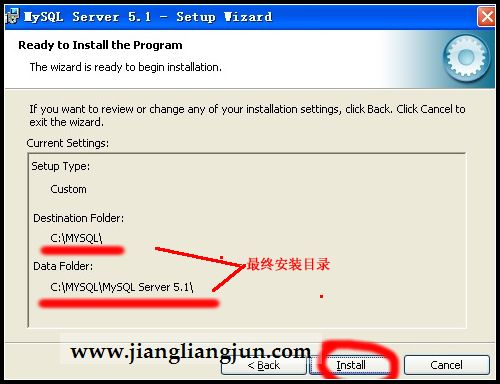 MySQL Server 5.1 - Setup Wizard
Ready to Install the Program
The wizard is ready to begin installation.
If you want to review or change any of your installation settings, click Back. Click Cancel to
exit the wizard.
Current Settings:
Setup Type:
Custom
Destination Folder:
C:\MYSQL\
最终安装目录
Data Folder:
C:\MYSQL\MySQL Server 5.1\
www.jiangliangjun.com
< Back
Install
Cancel